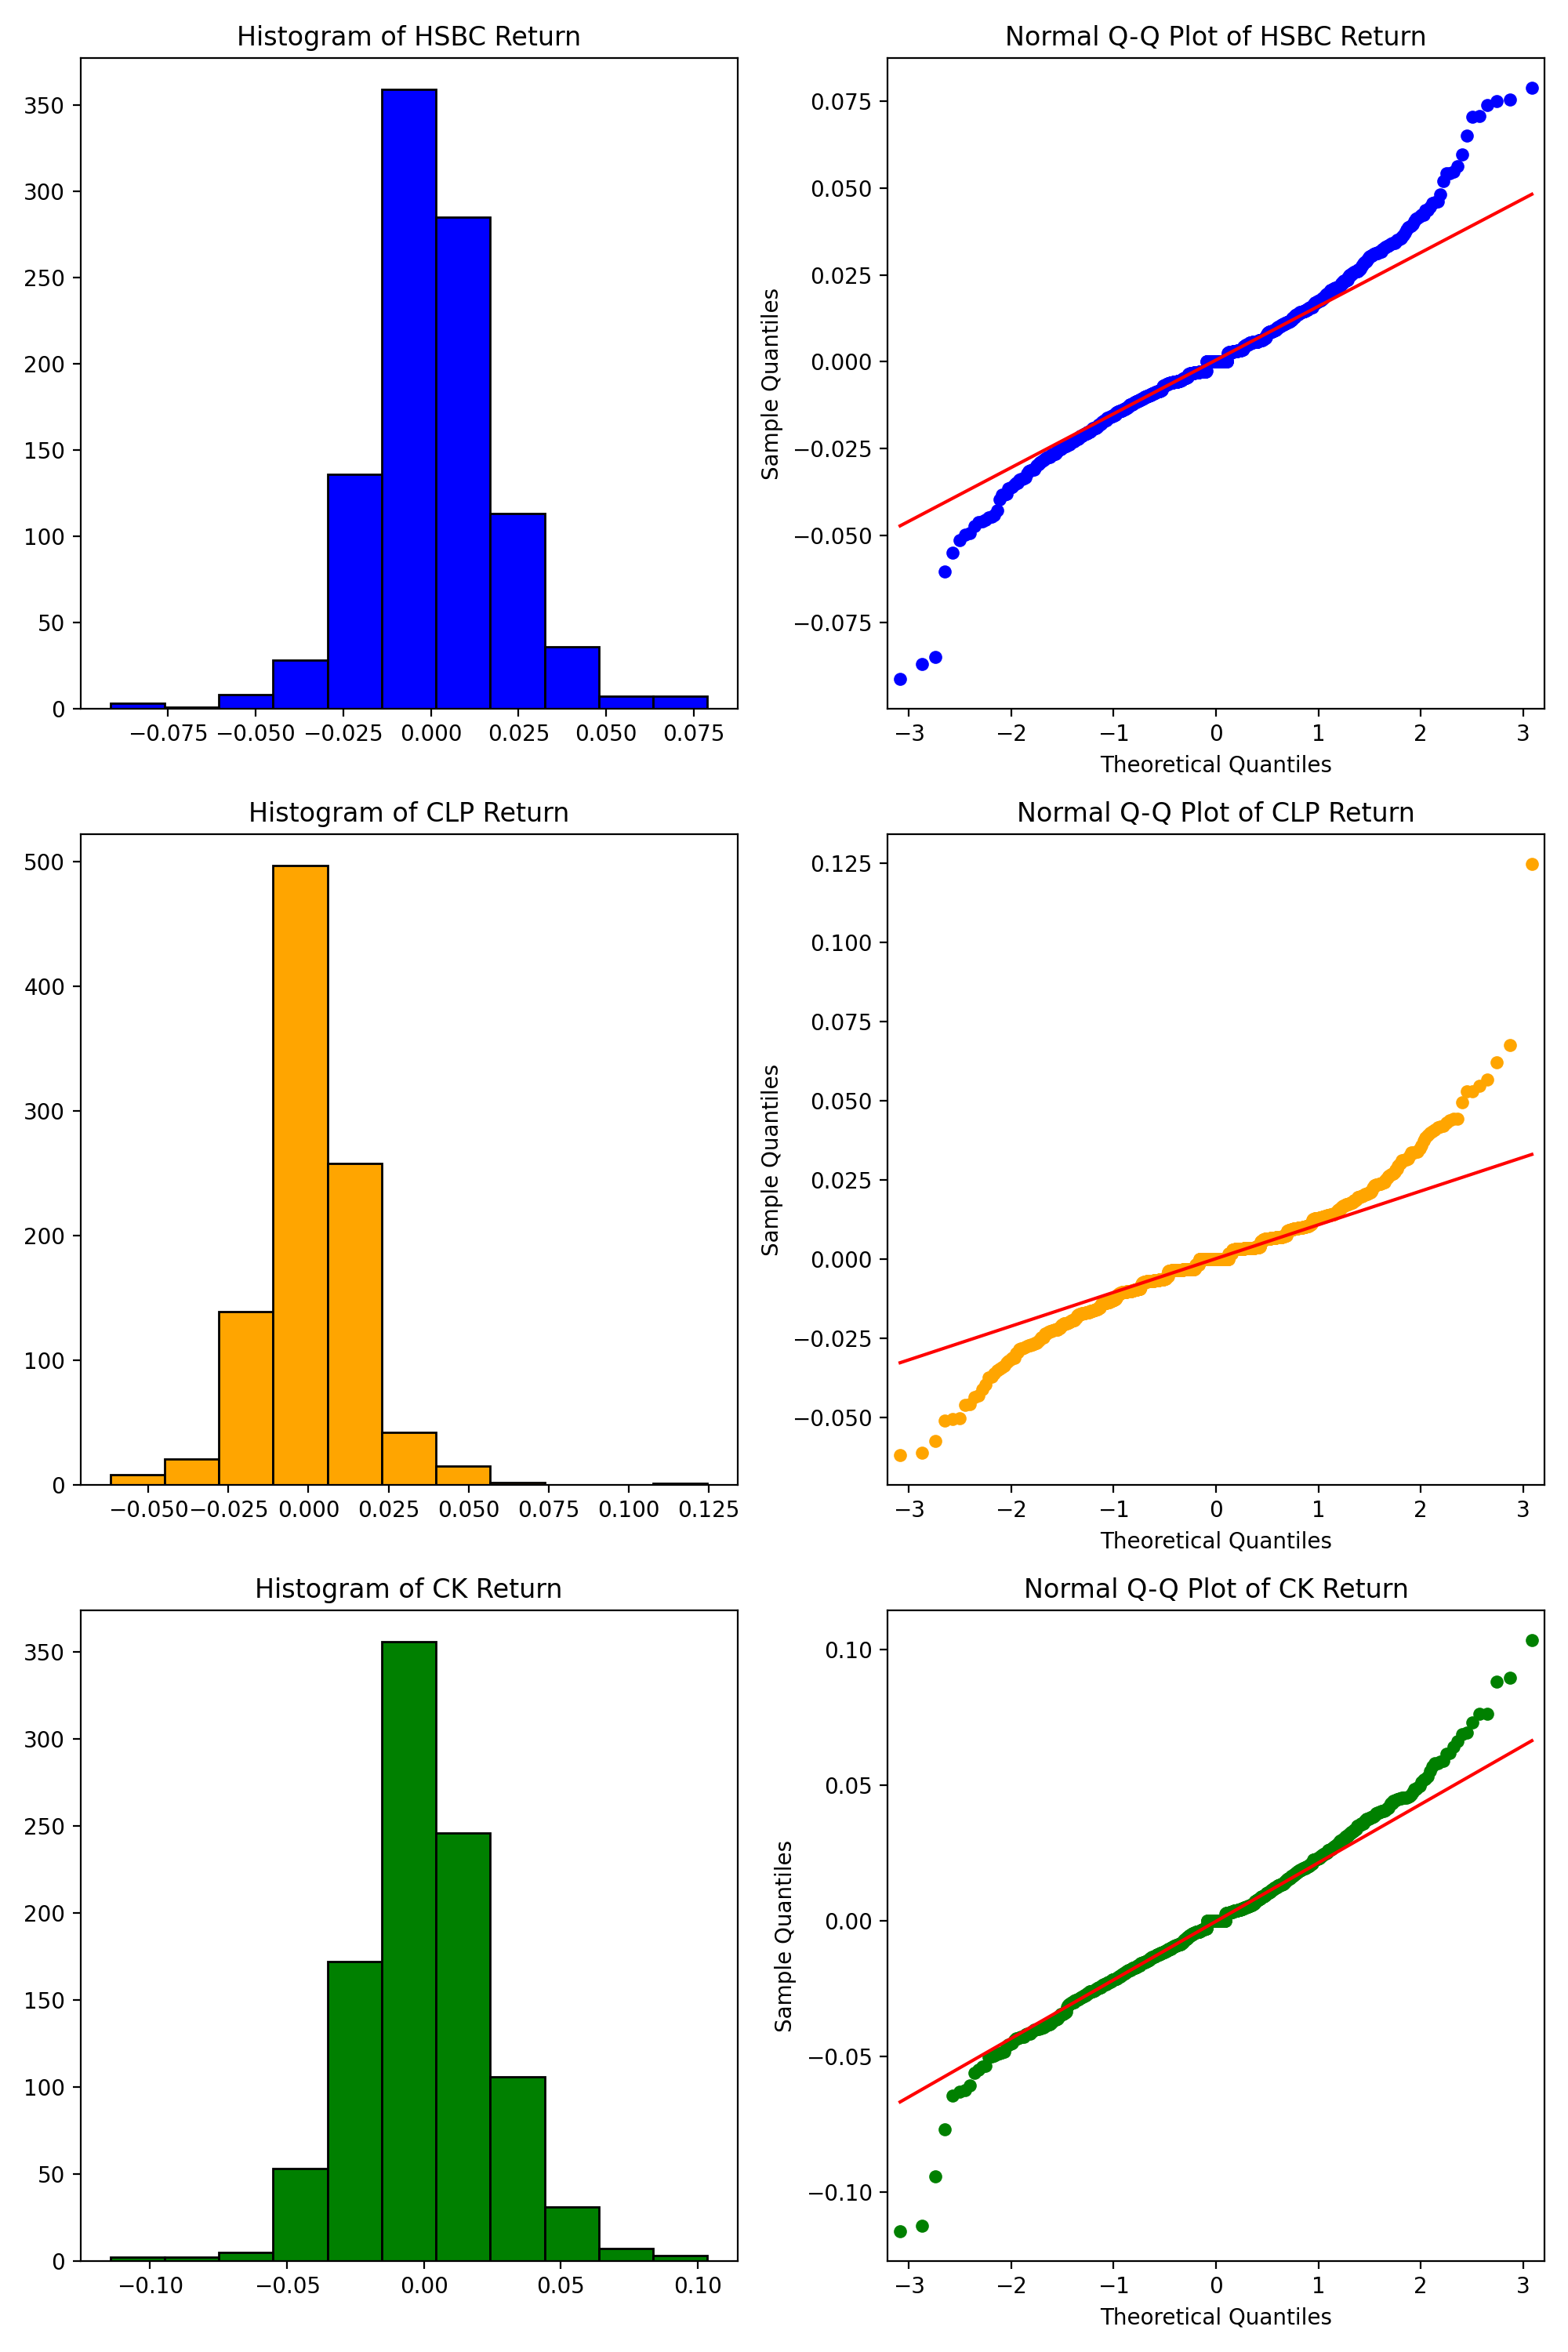 Histogram of HSBC Return
350
300
250
200
150
100
50
0
−0.075 −0.050 −0.025 0.000 0.025 0.050 0.075
Normal Q-Q Plot of HSBC Return
Sample Quantiles
0.075
0.050
0.025
0.000
−0.025
−0.050
−0.075
−3 −2 −1 0 1 2 3
Theoretical Quantiles
Histogram of CLP Return
500
400
300
200
100
0
−0.050 −0.025 0.000 0.025 0.050 0.075 0.100 0.125
Normal Q-Q Plot of CLP Return
Sample Quantiles
0.125
0.100
0.075
0.050
0.025
0.000
−0.025
−0.050
−3 −2 −1 0 1 2 3
Theoretical Quantiles
Histogram of CK Return
350
300
250
200
150
100
50
0
−0.10 −0.05 0.00 0.05 0.10
Normal Q-Q Plot of CK Return
Sample Quantiles
0.10
0.05
0.00
−0.05
−0.10
−3 −2 −1 0 1 2 3
Theoretical Quantiles